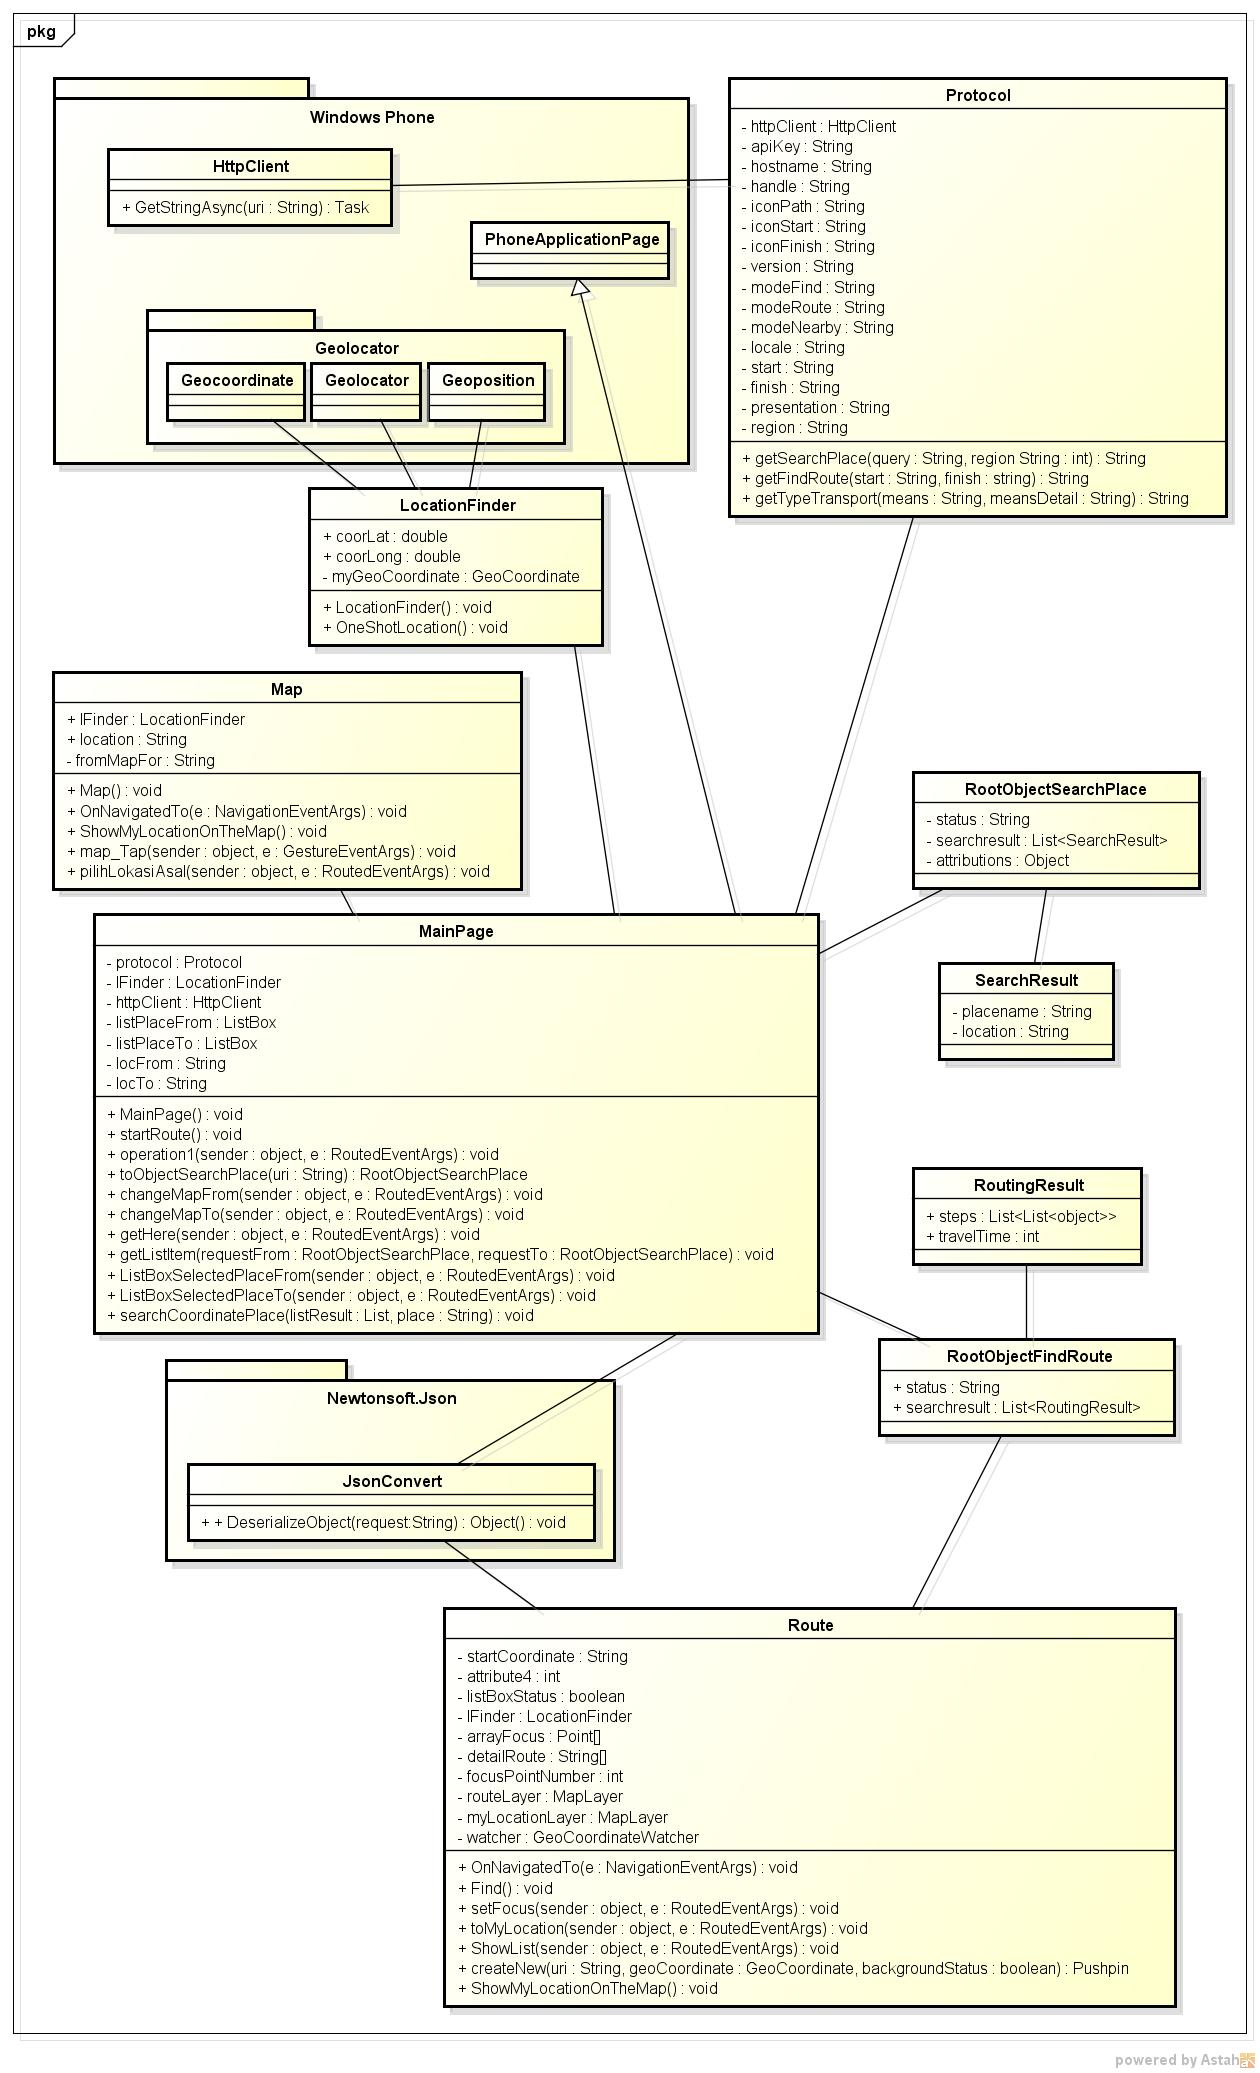 pkg
Windows Phone
HttpClient
+ GetStringAsync(uri : String) : Task
PhoneApplicationPage
Geolocator
Geocoordinate
Geolocator
Geoposition
Protocol
- httpClient : HttpClient
- apiKey : String
- hostname : String
- handle : String
- iconPath : String
- iconStart : String
- iconFinish : String
- version : String
- modeFind : String
- modeRoute : String
- modeNearby : String
- locale : String
- start : String
- finish : String
- presentation : String
- region : String
+ getSearchPlace(query : String, region String : int) : String
+ getFindRoute(start : String, finish : string) : String
+ getTypeTransport(means : String, meansDetail : String) : String
LocationFinder
+ coorLat : double
+ coorLong : double
- myGeoCoordinate : GeoCoordinate
+ LocationFinder() : void
+ OneShotLocation() : void
Map
+ lFinder : LocationFinder
+ location : String
- fromMapFor : String
+ Map() : void
+ OnNavigatedTo(e : NavigationEventArgs) : void
+ ShowMyLocationOnTheMap() : void
+ map_Tap(sender : object, e : GestureEventArgs) : void
+ pilihLokasiAsal(sender : object, e : RoutedEventArgs) : void
RootObjectSearchPlace
- status : String
- searchresult : List<SearchResult>
- attributions : Object
SearchResult
- placename : String
- location : String
MainPage
- protocol : Protocol
- lFinder : LocationFinder
- httpClient : HttpClient
- listPlaceFrom : ListBox
- listPlaceTo : ListBox
- locFrom : String
- locTo : String
+ MainPage() : void
+ startRoute() : void
+ operation1(sender : object, e : RoutedEventArgs) : void
+ toObjectSearchPlace(uri : String) : RootObjectSearchPlace
+ changeMapFrom(sender : object, e : RoutedEventArgs) : void
+ changeMapTo(sender : object, e : RoutedEventArgs) : void
+ getHere(sender : object, e : RoutedEventArgs) : void
+ getListItem(requestFrom : RootObjectSearchPlace, requestTo : RootObjectSearchPlace) : void
+ ListBoxSelectedPlaceFrom(sender : object, e : RoutedEventArgs) : void
+ ListBoxSelectedPlaceTo(sender : object, e : RoutedEventArgs) : void
+ searchCoordinatePlace(listResult : List, place : String) : void
RoutingResult
+ steps : List<List<object>>
+ travelTime : int
RootObjectFindRoute
+ status : String
+ searchresult : List<RoutingResult>
Newtonsoft.Json
JsonConvert
+ + DeserializeObject(request:String) : Object() : void
Route
- startCoordinate : String
- attribute4 : int
- listBoxStatus : boolean
- lFinder : LocationFinder
- arrayFocus : Point[]
- detailRoute : String[]
- focusPointNumber : int
- routeLayer : MapLayer
- myLocationLayer : MapLayer
- watcher : GeoCoordinateWatcher
+ OnNavigatedTo(e : NavigationEventArgs) : void
+ Find() : void
+ setFocus(sender : object, e : RoutedEventArgs) : void
+ toMyLocation(sender : object, e : RoutedEventArgs) : void
+ ShowList(sender : object, e : RoutedEventArgs) : void
+ createNew(uri : String, geoCoordinate : GeoCoordinate, backgroundStatus : boolean) : Pushpin
+ ShowMyLocationOnTheMap() : void
powered by Astah